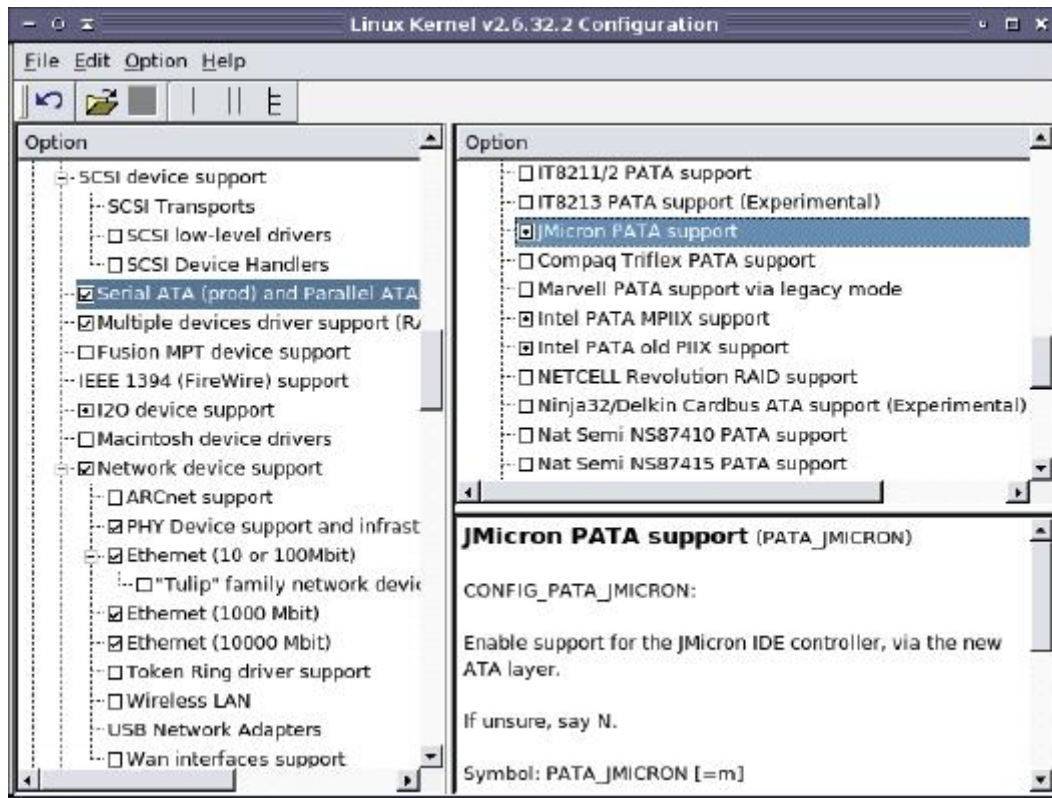 Linux Kernel v2.6.32.2 Configuration
File Edit Option Help
Option
SCSI device support
SCSI Transports
SCSI low-level drivers
SCSI Device Handlers
Serial ATA (prod) and Parallel ATA
Multiple devices driver support (RA
Fusion MPT device support
IEEE 1394 (FireWire) support
I2O device support
Macintosh device drivers
Network device support
ARCnet support
PHY Device support and infrast
Ethernet (10 or 100Mbit)
"Tulip" family network devic
Ethernet (1000 Mbit)
Ethernet (10000 Mbit)
Token Ring driver support
Wireless LAN
USB Network Adapters
Wan interfaces support
Option
IT8211/2 PATA support
IT8213 PATA support (Experimental)
JMicron PATA support
Compaq Triflex PATA support
Marvell PATA support via legacy mode
Intel PATA MPIIX support
Intel PATA old PIIX support
NETCELL Revolution RAID support
Ninja32/Delkin Cardbus ATA support (Experimental)
Nat Semi NS87410 PATA support
Nat Semi NS87415 PATA support
JMicron PATA support (PATA_JMICRON)
CONFIG_PATA_JMICRON:
Enable support for the JMicron IDE controller, via the new
ATA layer.
If unsure, say N.
Symbol: PATA_JMICRON [=m]